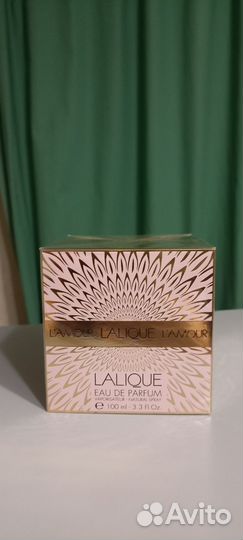 L'AMOUR LALIQUE L'AMOUR
LALIQUE
EAU DE PARFUM
VAPORISATEUR - NATURAL SPRAY
e 100 ml - 3.3 fl.oz.
Avito